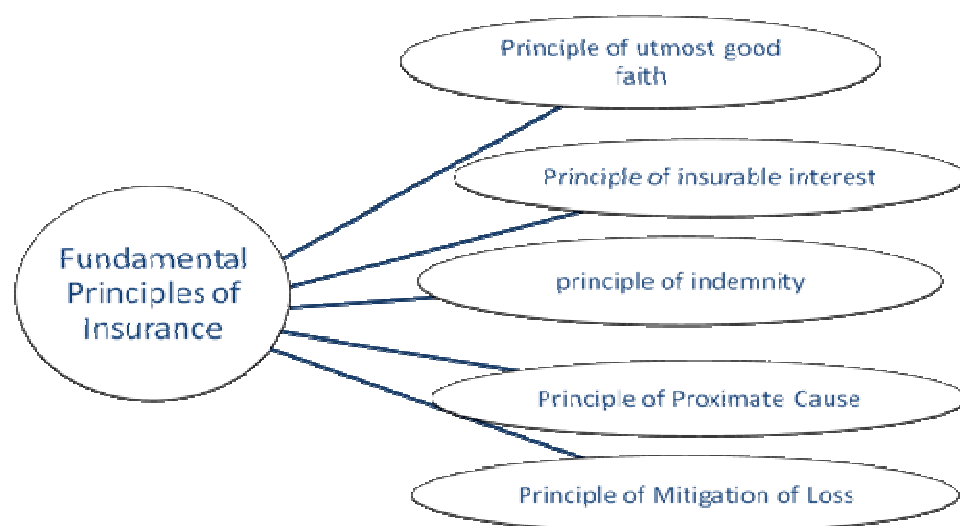 Principle of utmost good
faith
Principle of insurable interest
Fundamental
Principles of
Insurance
principle of indemnity
Principle of Proximate Cause
Principle of Mitigation of Loss